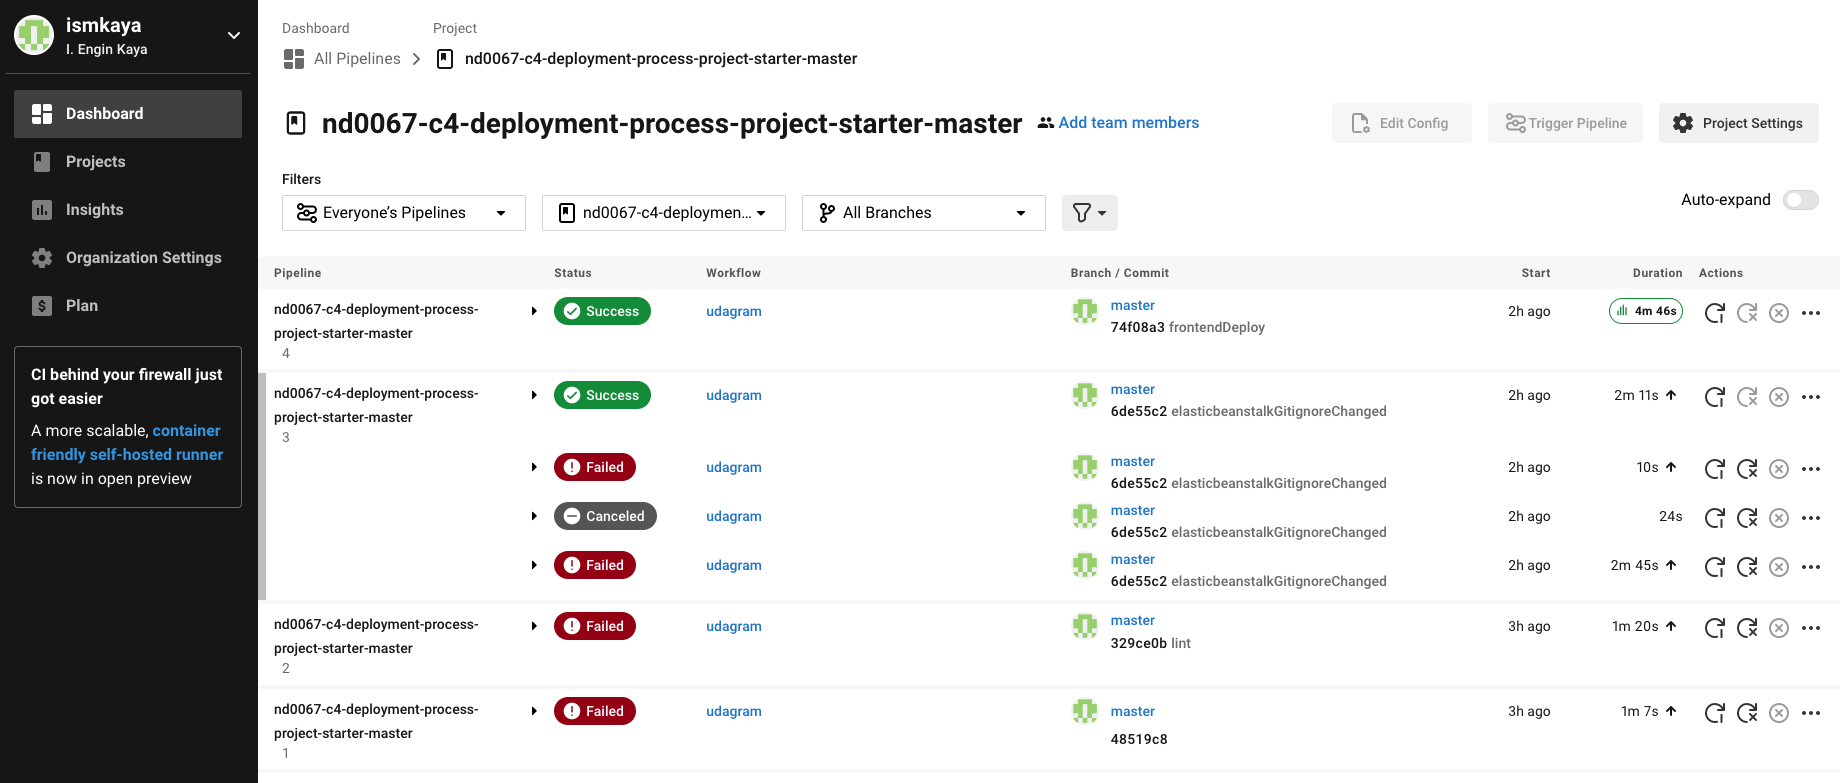 ismkaya
I. Engin Kaya
Dashboard
Projects
Insights
Organization Settings
Plan
CI behind your firewall just
got easier
A more scalable, container
friendly self-hosted runner
is now in open preview
Dashboard Project
All Pipelines nd0067-c4-deployment-process-project-starter-master
nd0067-c4-deployment-process-project-starter-master Add team members Edit Config Trigger Pipeline Project Settings
Filters
Everyone’s Pipelines nd0067-c4-deploymen... All Branches Auto-expand
Pipeline Status Workflow Branch / Commit Start Duration Actions
nd0067-c4-deployment-process- Success udagram master 2h ago 4m 46s
project-starter-master 74f08a3 frontendDeploy
4
nd0067-c4-deployment-process- Success udagram master 2h ago 2m 11s
project-starter-master 6de55c2 elasticbeanstalkGitignoreChanged
3
Failed udagram master 2h ago 10s
6de55c2 elasticbeanstalkGitignoreChanged
Canceled udagram master 2h ago 24s
6de55c2 elasticbeanstalkGitignoreChanged
Failed udagram master 2h ago 2m 45s
6de55c2 elasticbeanstalkGitignoreChanged
nd0067-c4-deployment-process- Failed udagram master 3h ago 1m 20s
project-starter-master 329ce0b lint
2
nd0067-c4-deployment-process- Failed udagram master 3h ago 1m 7s
project-starter-master 48519c8
1